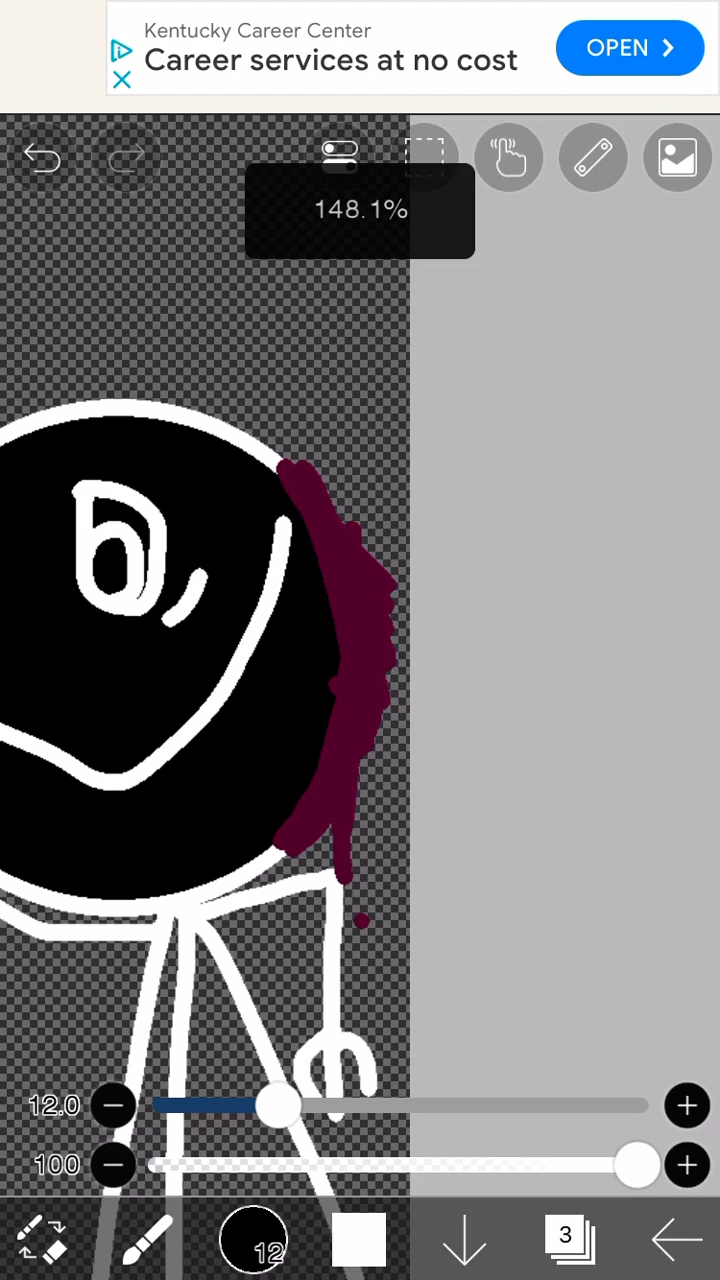 Kentucky Career Center
Career services at no cost
OPEN
148.1%
12.0
100
12
3